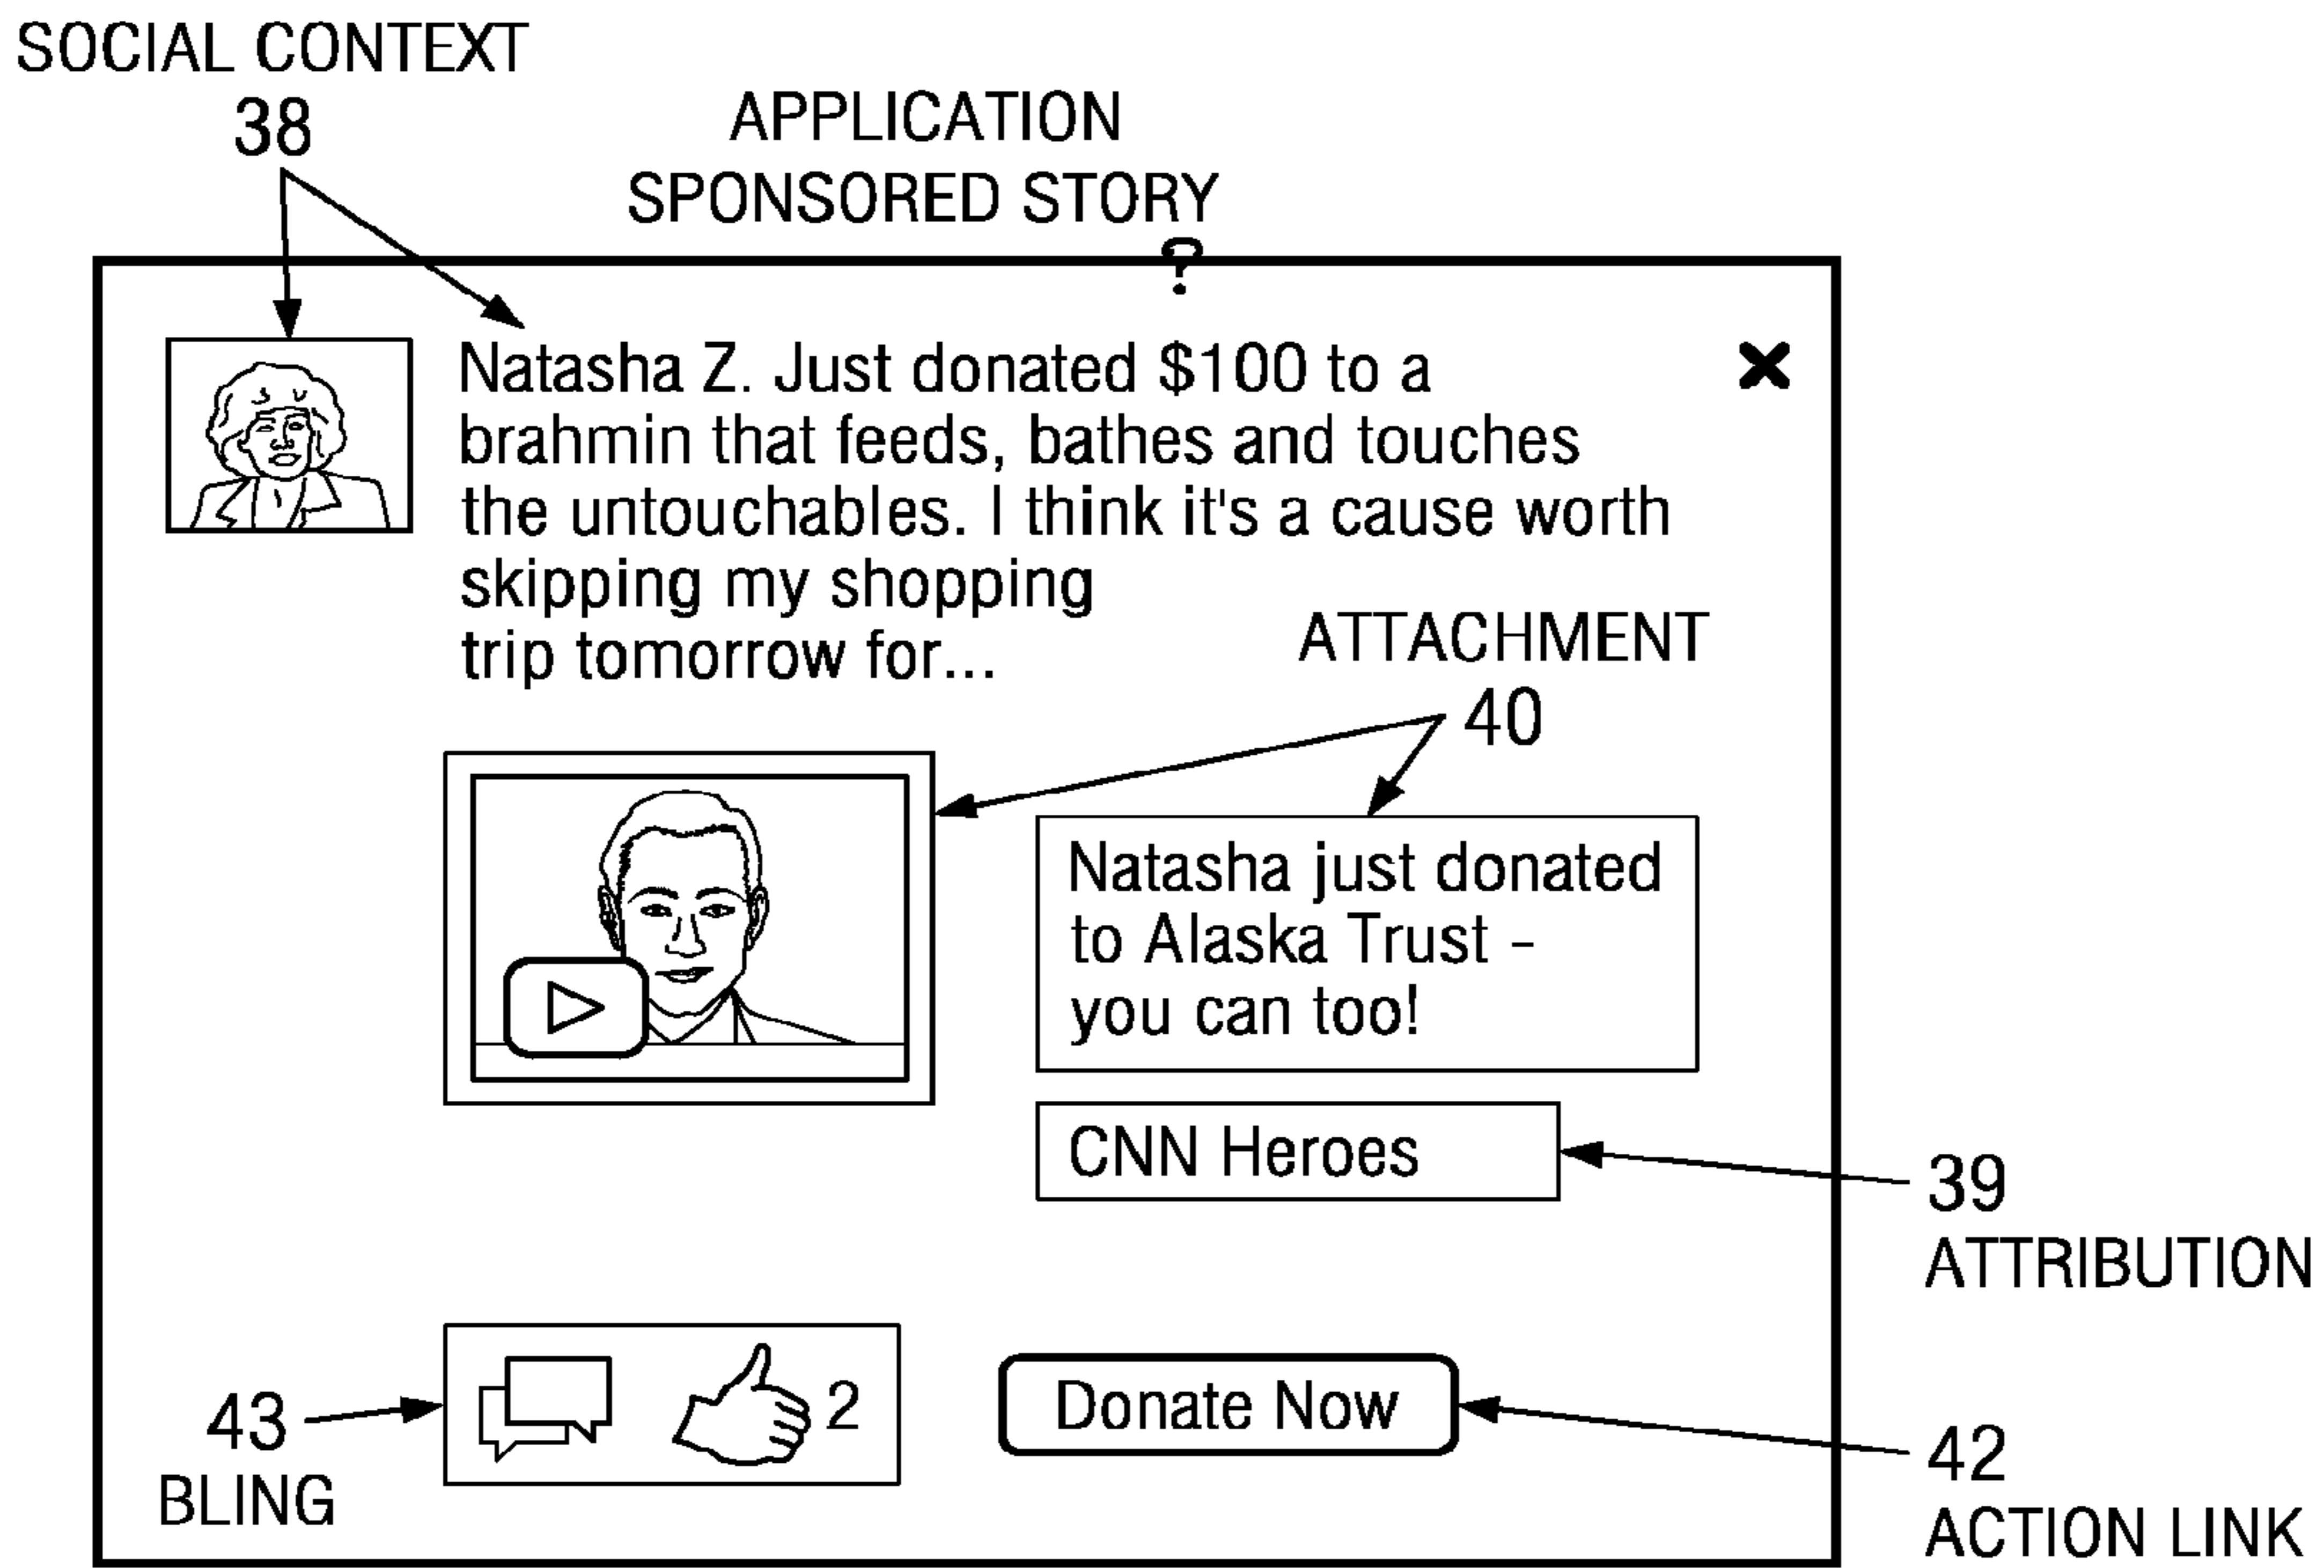 SOCIAL CONTEXT
38
APPLICATION
SPONSORED STORY
?
Natasha Z. Just donated $100 to a
brahmin that feeds, bathes and touches
the untouchables. I think it's a cause worth
skipping my shopping
trip tomorrow for...
ATTACHMENT
40
Natasha just donated
to Alaska Trust -
you can too!
CNN Heroes
39
ATTRIBUTION
43
BLING
2
Donate Now
42
ACTION LINK